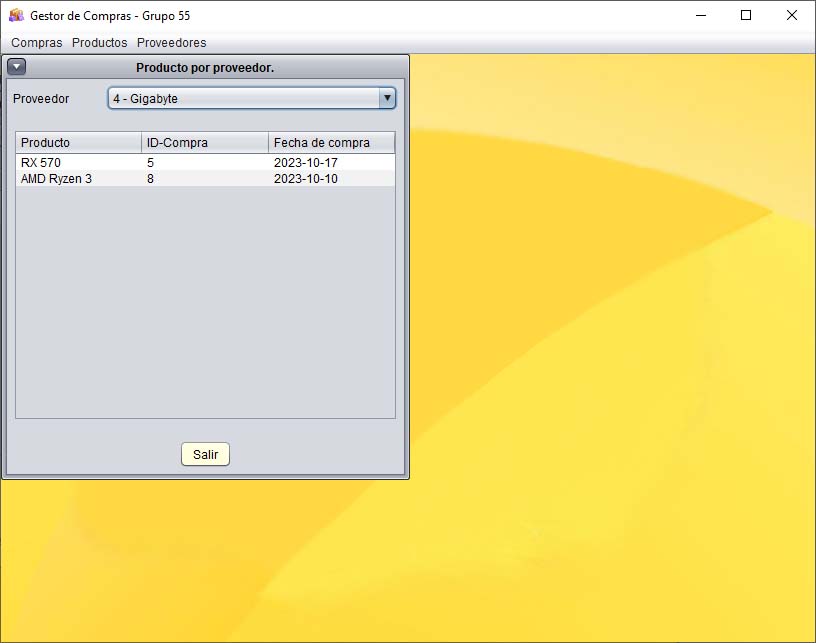 Gestor de Compras - Grupo 55
Compras Productos Proveedores
Producto por proveedor.
Proveedor 4 - Gigabyte
Producto ID-Compra Fecha de compra
RX 570 5 2023-10-17
AMD Ryzen 3 8 2023-10-10
Salir